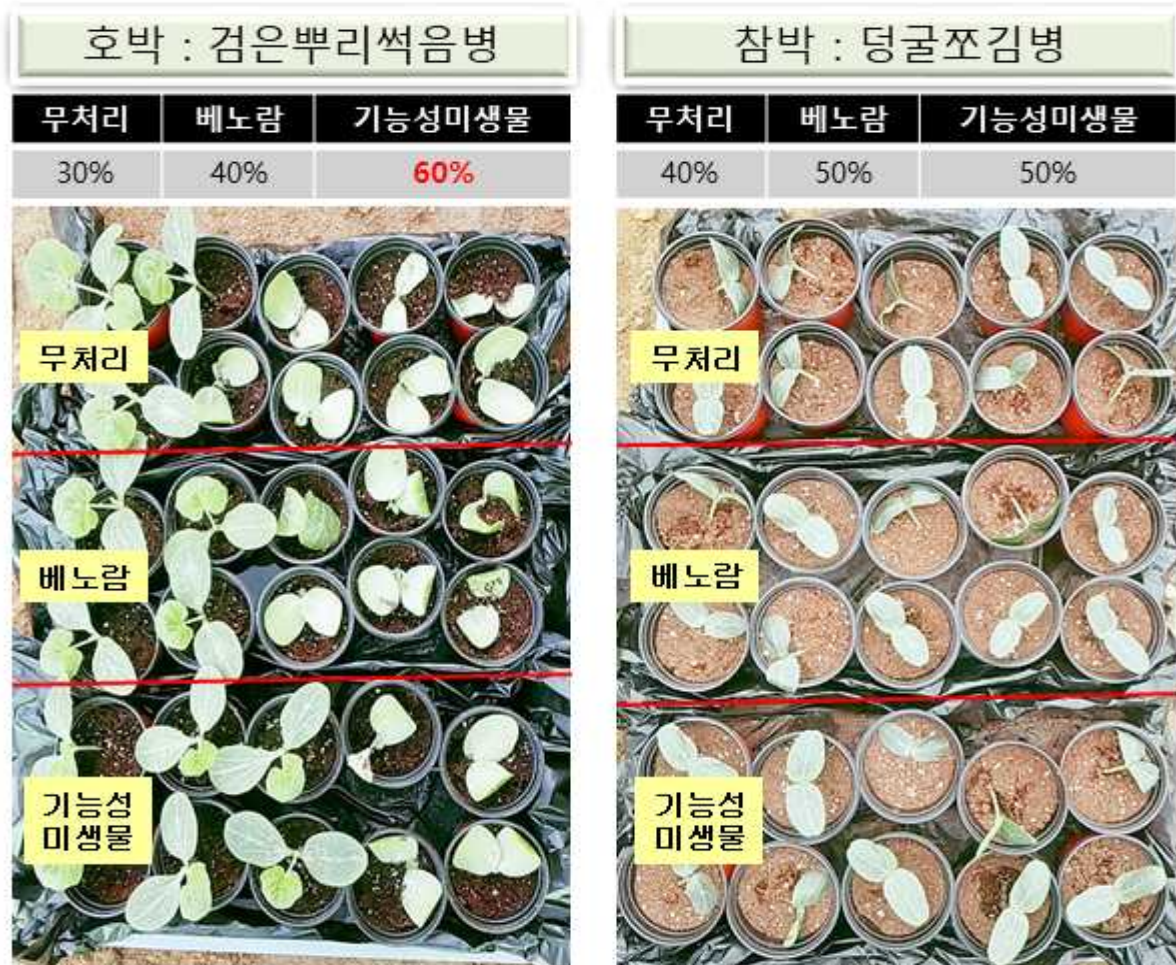 호박 : 검은뿌리썩음병
무처리 베노람 기능성미생물
30% 40% 60%
무처리
베노람
기능성
미생물
참박 : 덩굴쪼김병
무처리 베노람 기능성미생물
40% 50% 50%
무처리
베노람
기능성
미생물